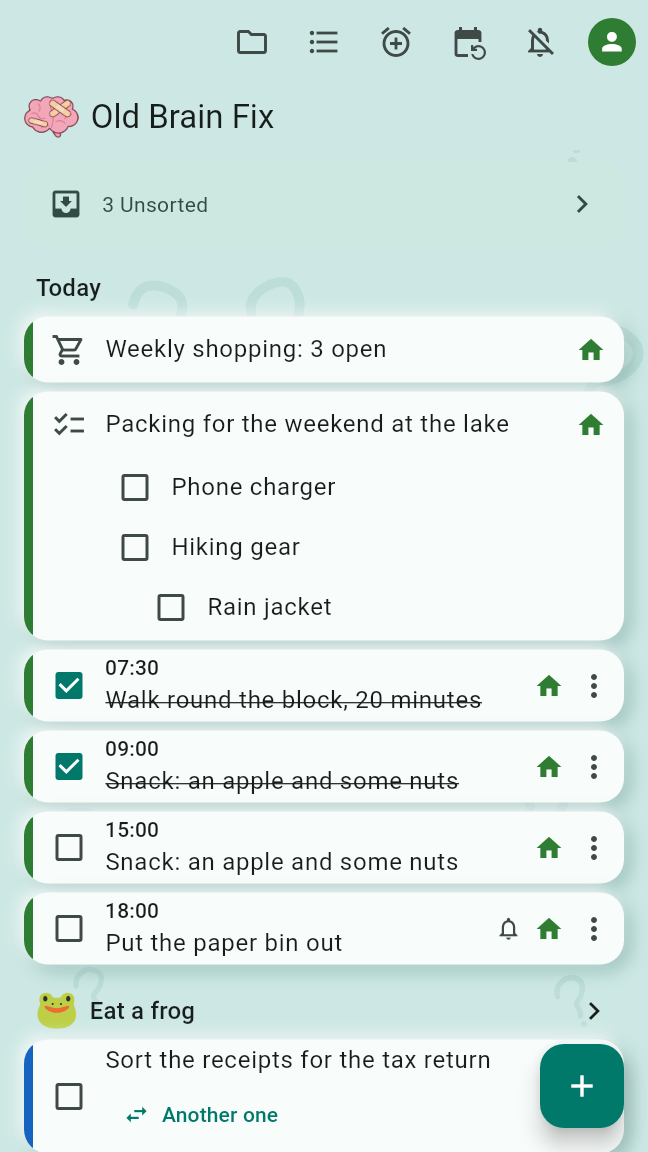 Old Brain Fix
3 Unsorted
Today
Weekly shopping: 3 open
Packing for the weekend at the lake
Phone charger
Hiking gear
Rain jacket
07:30
Walk round the block, 20 minutes
09:00
Snack: an apple and some nuts
15:00
Snack: an apple and some nuts
18:00
Put the paper bin out
Eat a frog
Sort the receipts for the tax return
Another one